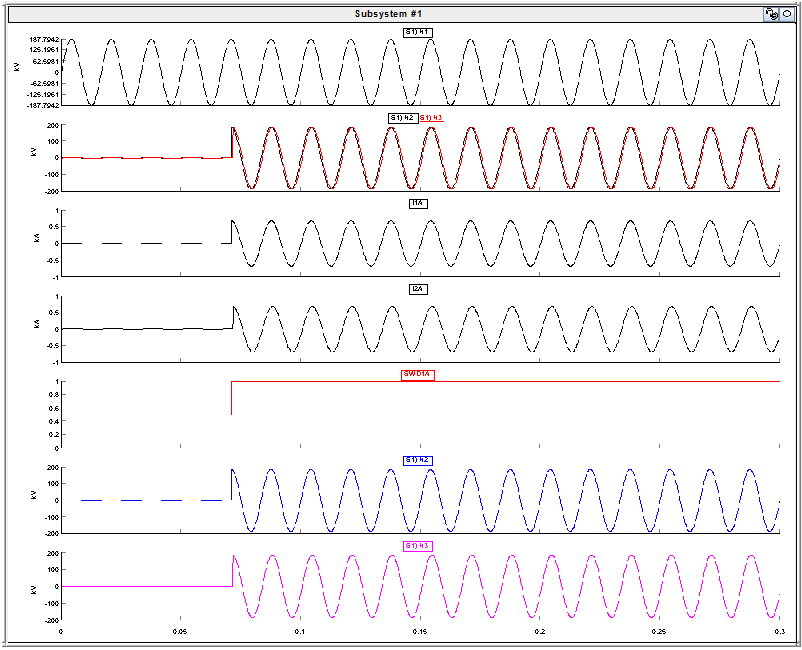 Subsystem #1
S1) N1
187.7942
125.1961
62.5981
0
-62.5981
-125.1961
-187.7942
kV
S1) N2 S1) N3
200
100
0
-100
-200
kV
I1A
1
0.5
0
-0.5
-1
kA
I2A
1
0.5
0
-0.5
-1
kA
SWD1A
1
0.8
0.6
0.4
0.2
0
S1) N2
200
100
0
-100
-200
kV
S1) N3
200
100
0
-100
-200
kV
0 0.05 0.1 0.15 0.2 0.25 0.3